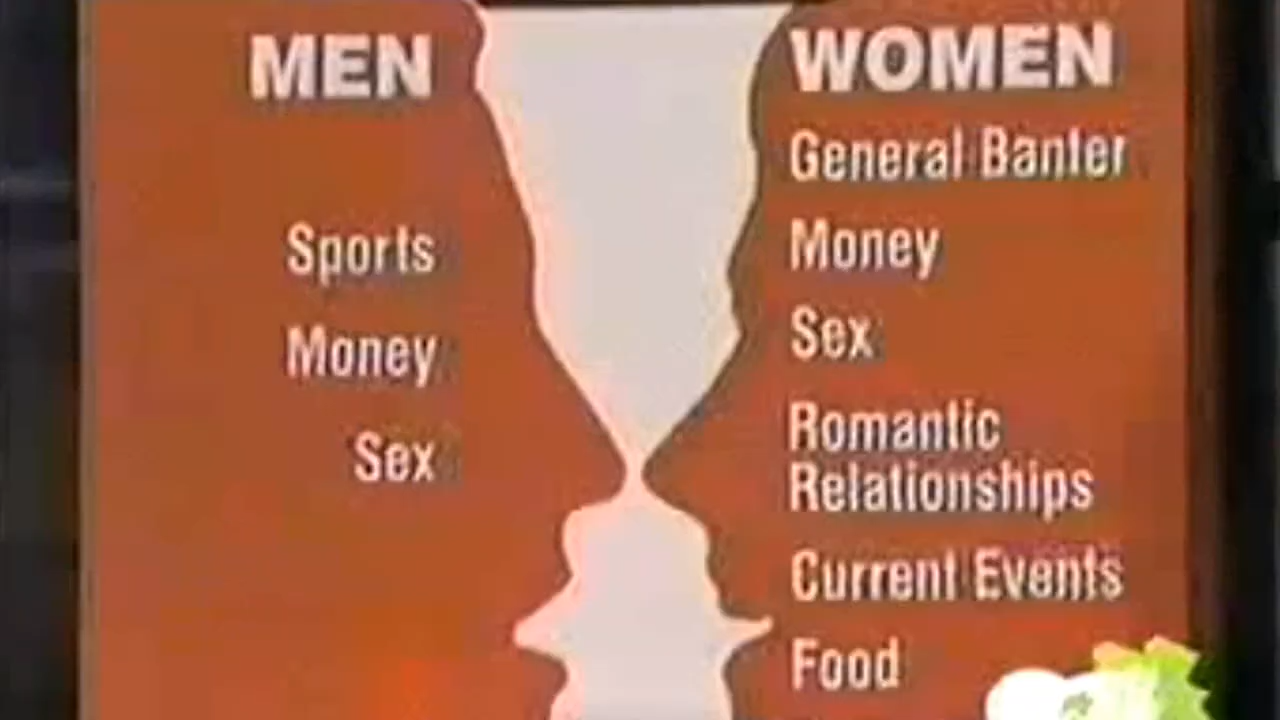 MEN
Sports
Money
Sex
WOMEN
General Banter
Money
Sex
Romantic
Relationships
Current Events
Food